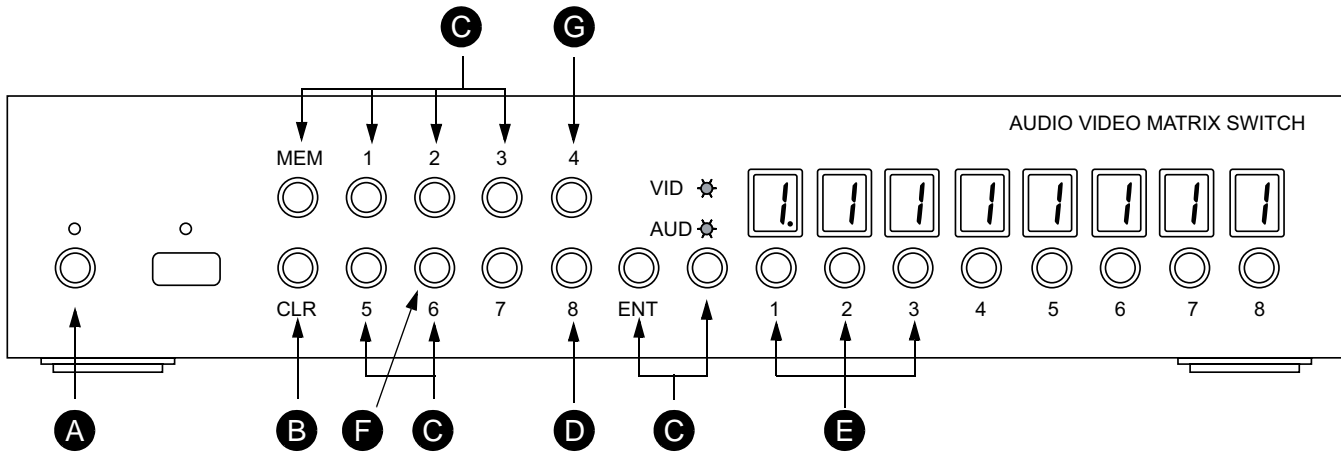 C G
AUDIO VIDEO MATRIX SWITCH
MEM 1 2 3 4
VID 1. 1 1 1 1 1 1 1
AUD
CLR 5 6 7 8 ENT 1 2 3 4 5 6 7 8
A B F C D C E